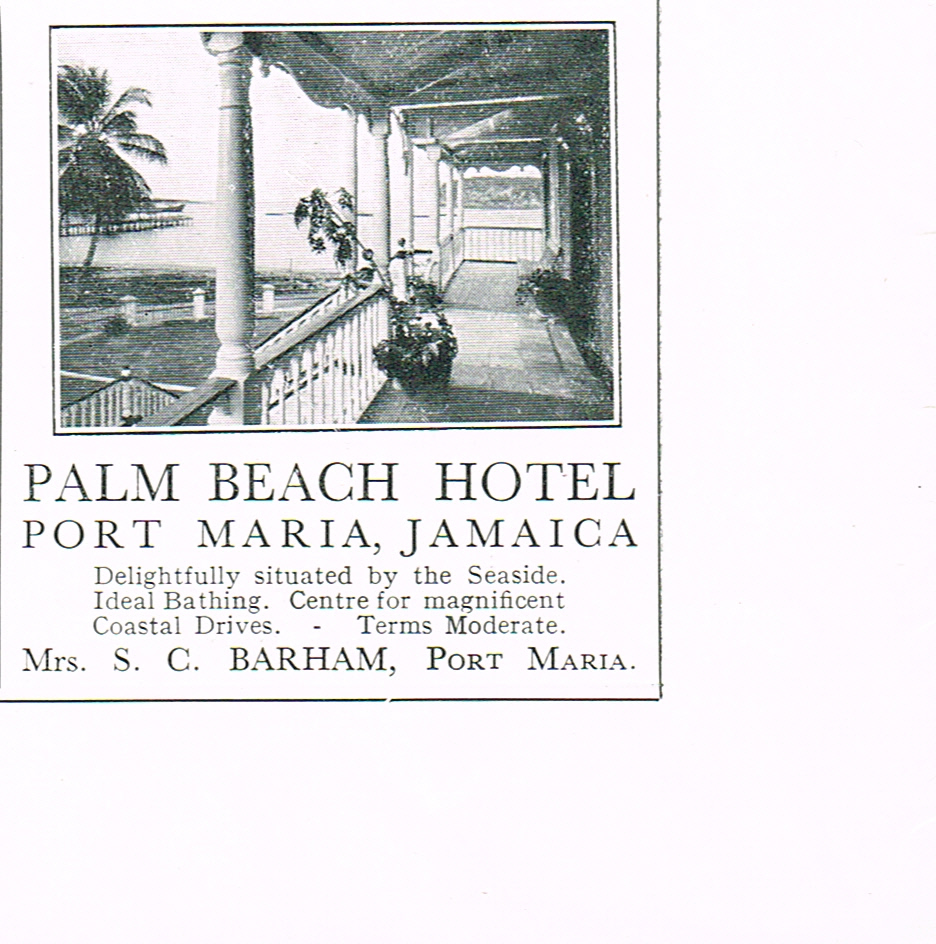 PALM BEACH HOTEL
PORT MARIA, JAMAICA
Delightfully situated by the Seaside.
Ideal Bathing. Centre for magnificent
Coastal Drives. - Terms Moderate.
Mrs. S. C. BARHAM, PORT MARIA.